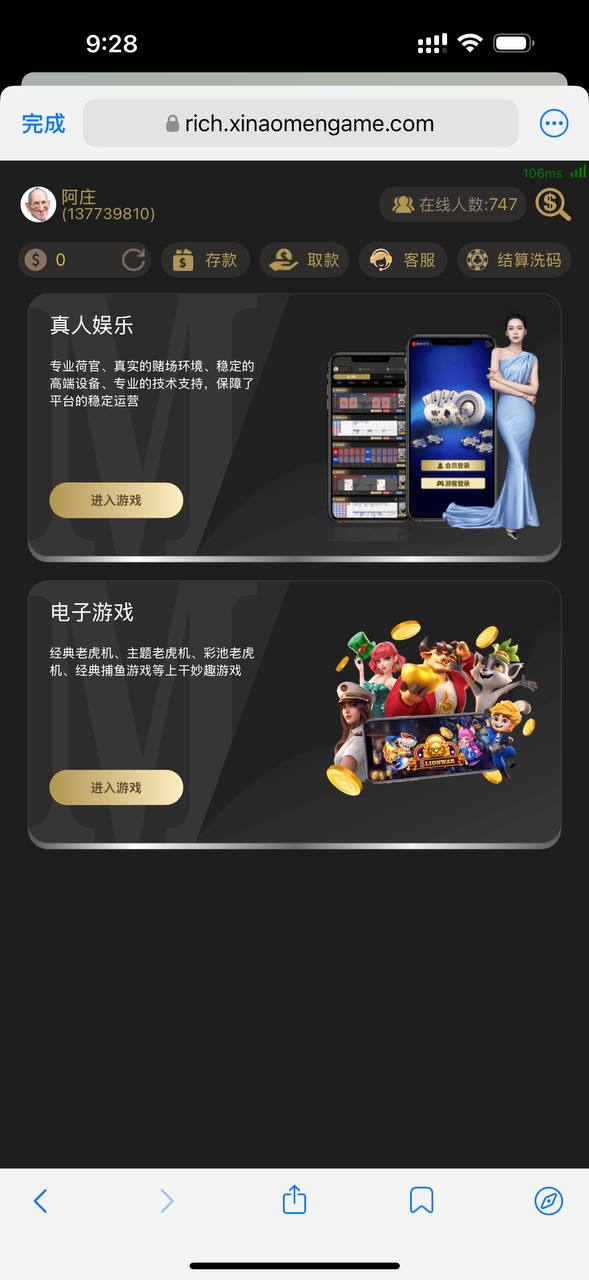 9:28
完成
rich.xinaomengame.com
106ms
阿庄
(137739810)
在线人数:747
0
存款
取款
客服
结算洗码
真人娱乐
专业荷官、真实的赌场环境、稳定的
高端设备、专业的技术支持，保障了
平台的稳定运营
会员登录
游客登录
进入游戏
电子游戏
经典老虎机、主题老虎机、彩池老虎
机、经典捕鱼游戏等上干妙趣游戏
LIONWAR
进入游戏